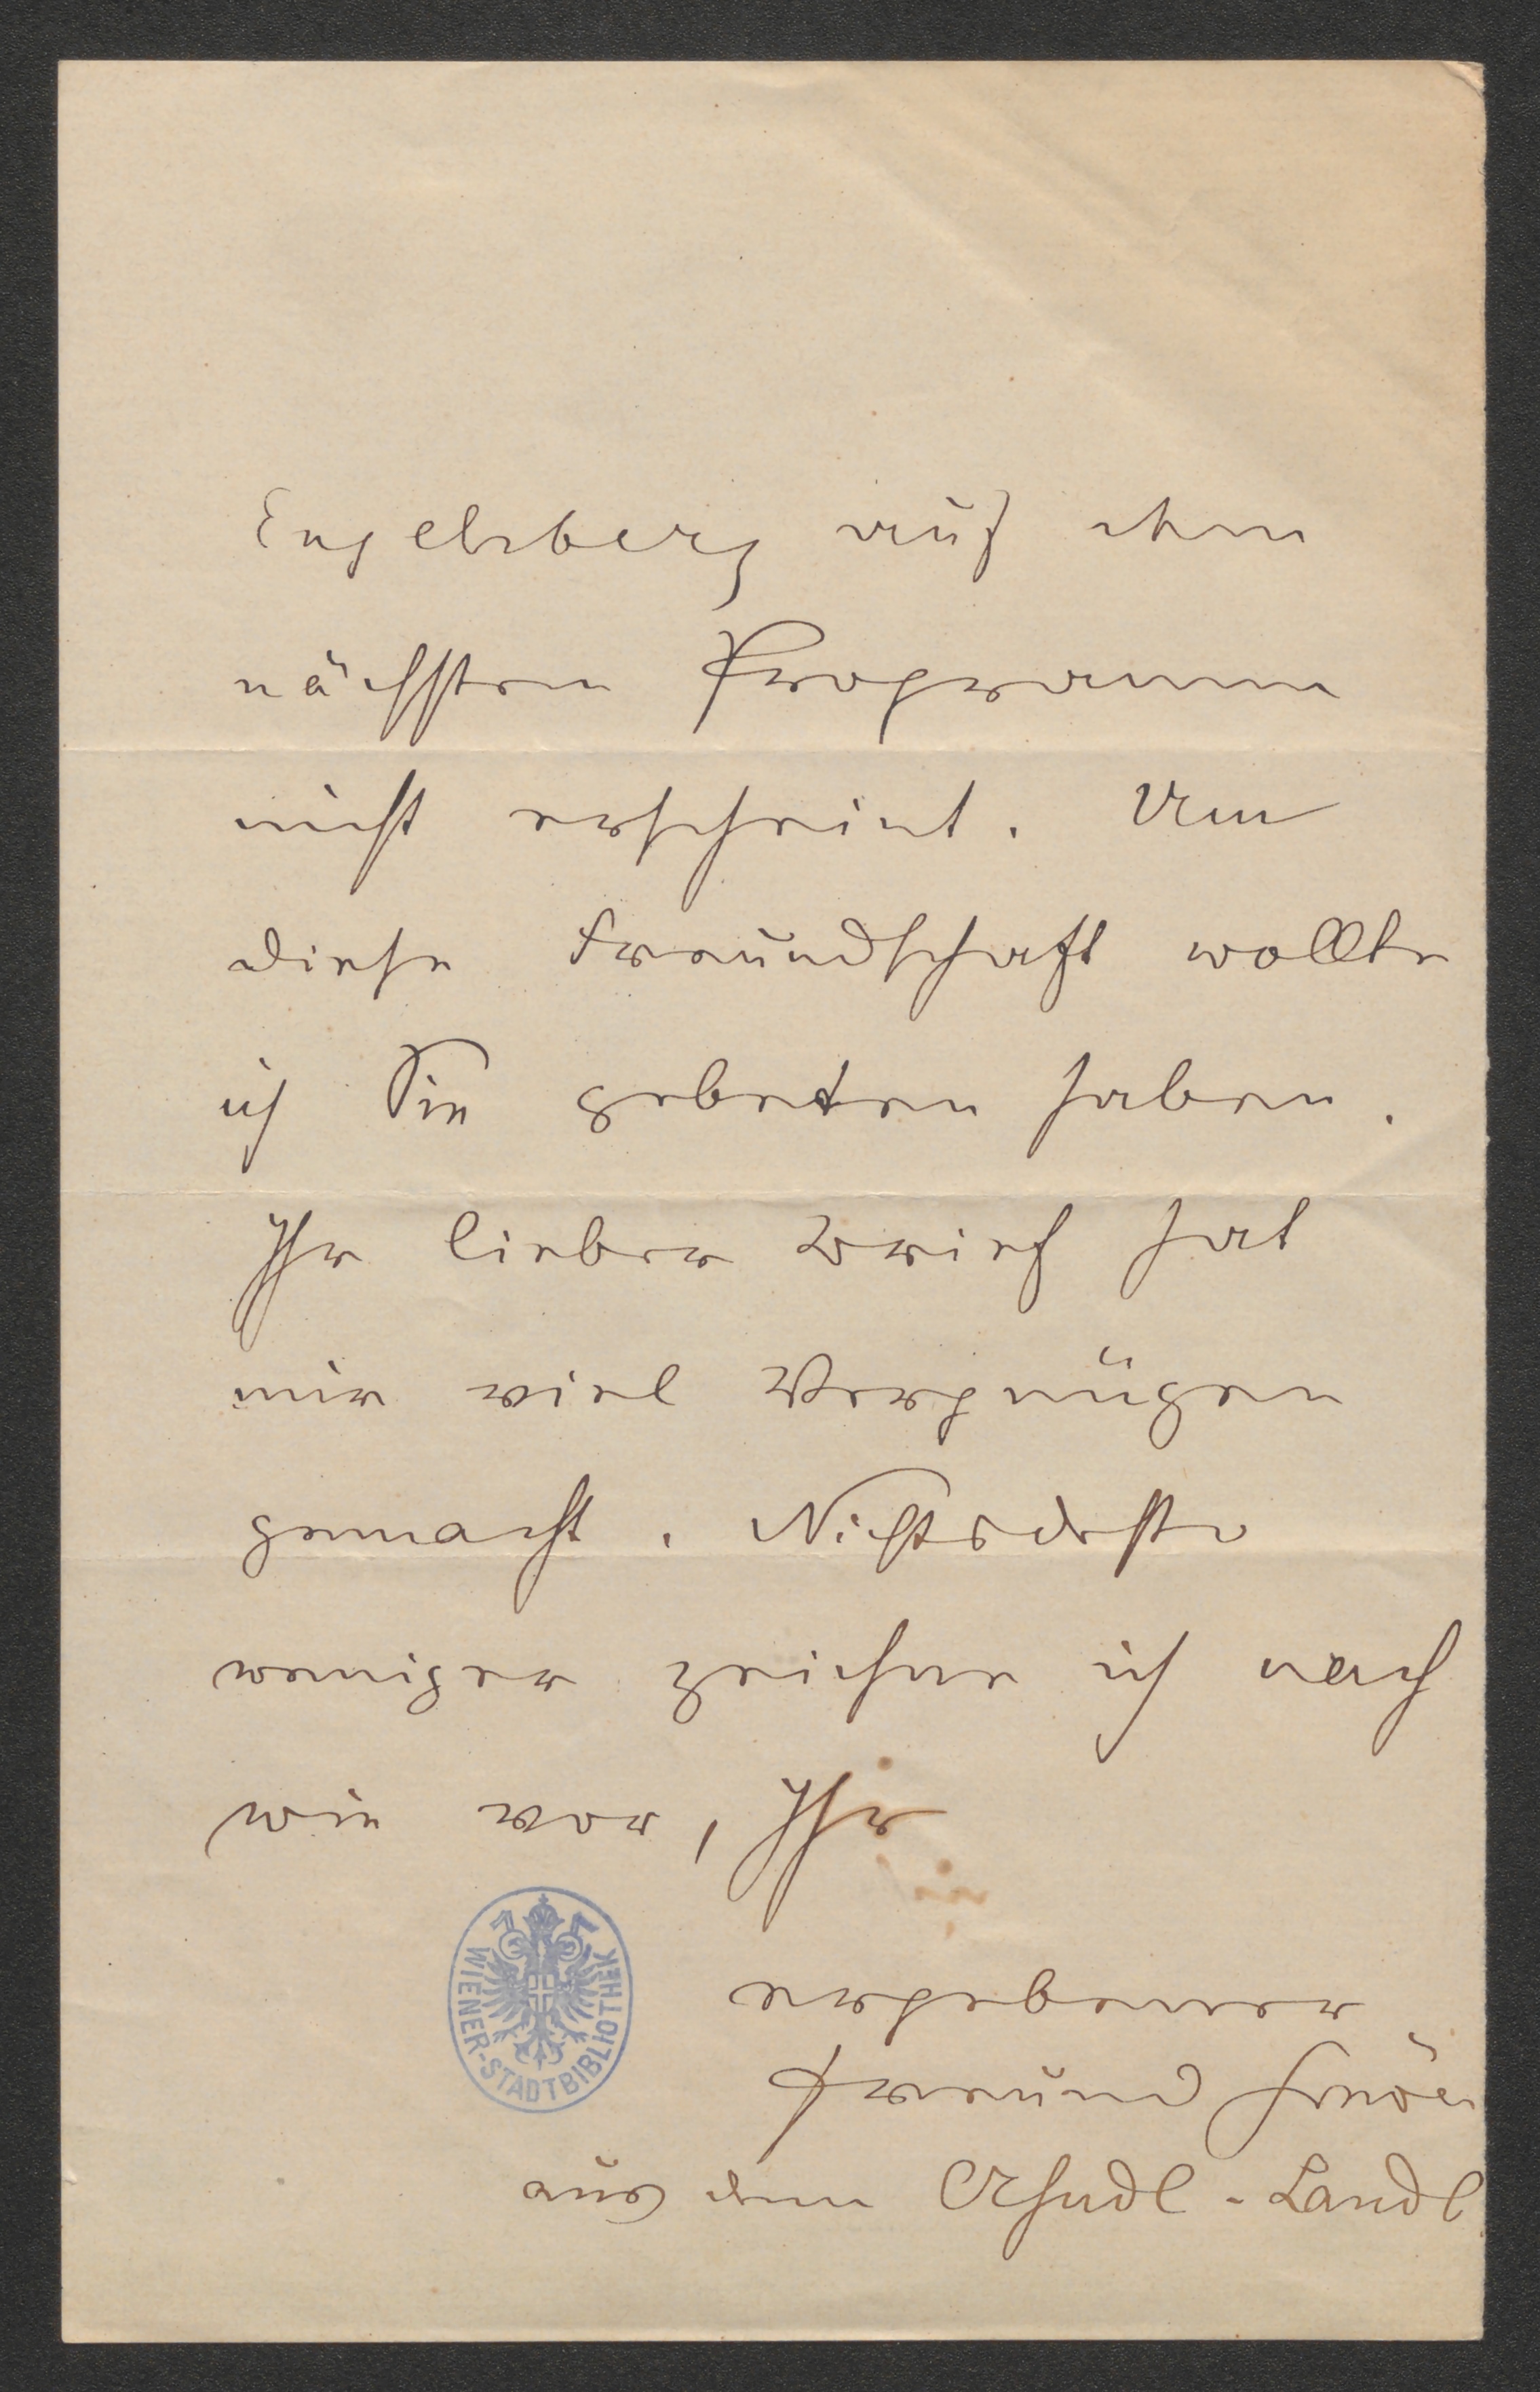 Engelsberg auf dem
nächsten Programm
nicht erscheint. Um
diese Freundschaft wollte
ich Sie gebeten haben.
Ihr lieber Brief hat
mir viel Vergnügen
gemacht. Nichtsdesto
weniger zeichne ich nach
wie vor, Ihr
WIENER-STADTBIBLIOTHEK
ergebener
Freund
aus dem Landl